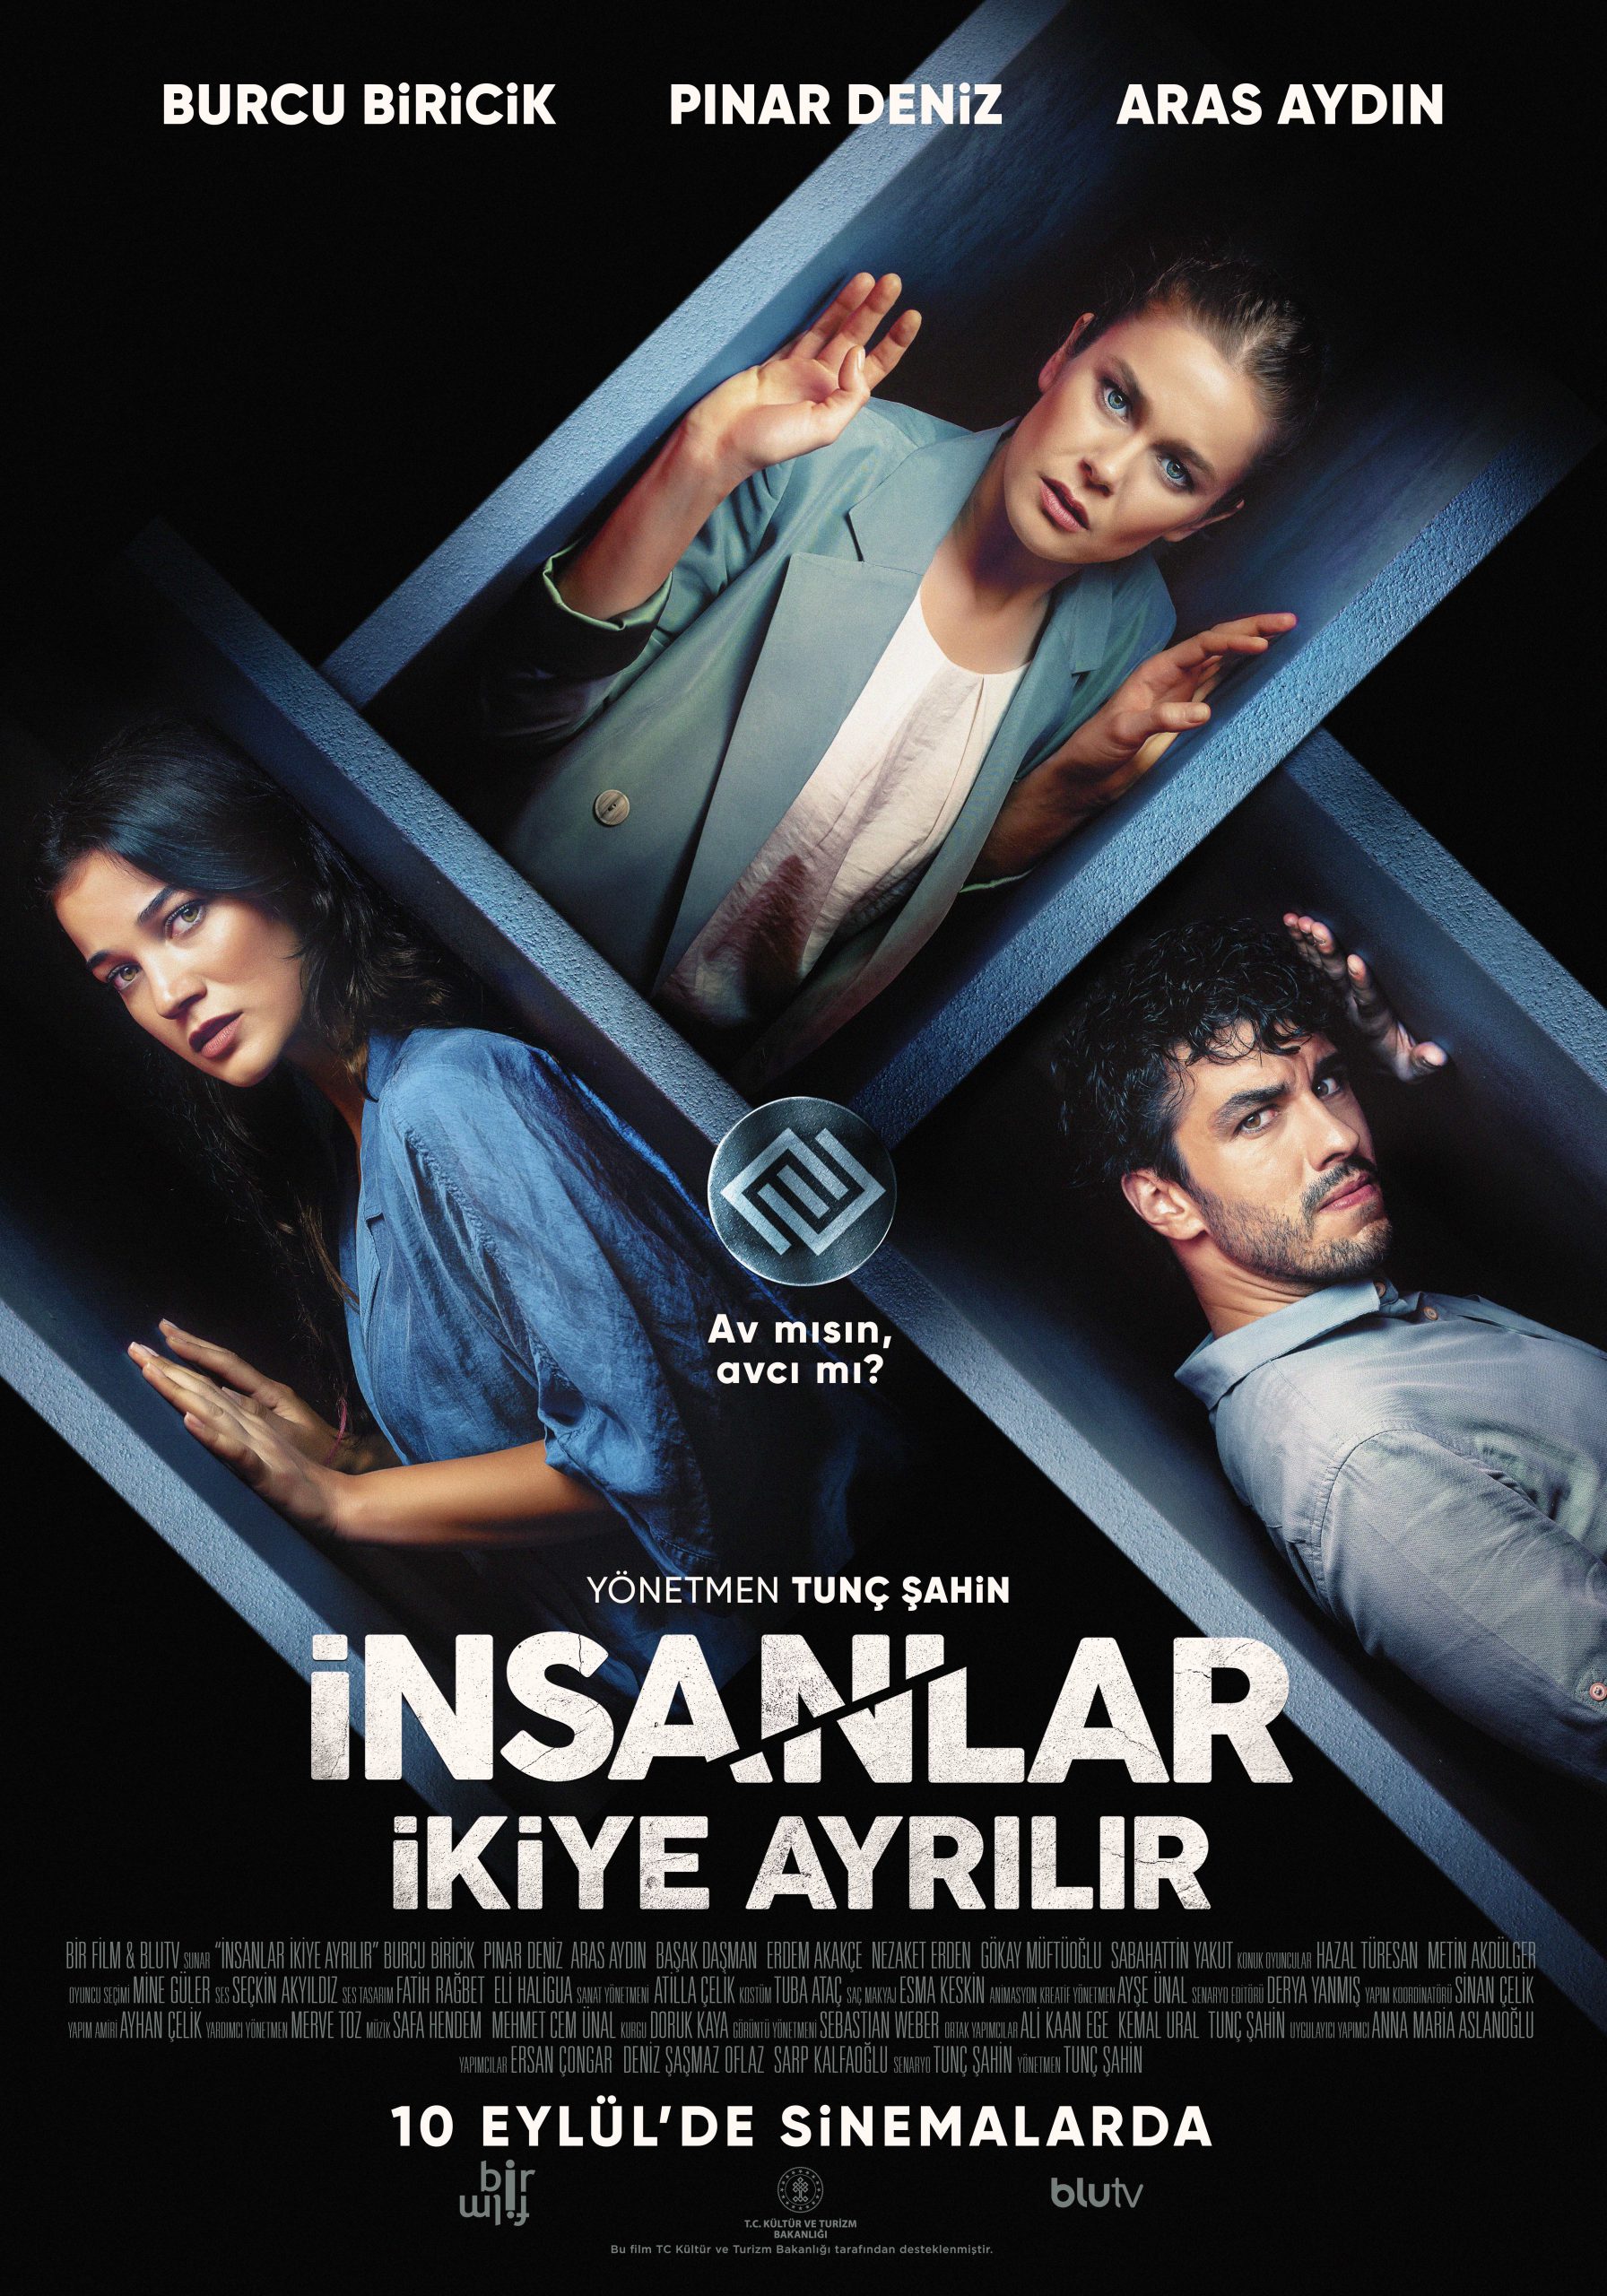 BURCU BİRİCİK PINAR DENİZ ARAS AYDIN
Av mısın,
avcı mı?
YÖNETMEN TUNÇ ŞAHİN
İNSANLAR
İKİYE AYRILIR
BİR FİLM & BLUTV SUNAR "İNSANLAR İKİYE AYRILIR" BURCU BİRİCİK PINAR DENİZ ARAS AYDIN BAŞAK DAŞMAN ERDEM AKAKÇE NEZAKET ERDEN GÖKAY MÜFTÜOĞLU SABAHATTİN YAKUT KONUK OYUNCULAR HAZAL TÜRESAN METİN AKDÜLGER
OYUNCU SEÇİMİ MİNE GÜLER SES SEÇKİN AKYILDIZ SES TASARIM FATİH RAĞBET ELİ HALİGUA SANAT YÖNETMENİ ATİLLA ÇELİK KOSTÜM TUBA ATAÇ SAÇ MAKYAJ ESMA KESKİN ANİMASYON KREATİF YÖNETMEN AYŞE ÜNAL SENARYO EDİTÖRÜ DERYA YANMIŞ YAPIM KOORDİNATÖRÜ SİNAN ÇELİK
YAPIM AMİRİ AYHAN ÇELİK YARDIMCI YÖNETMEN MERVE TOZ MÜZİK SAFA HENDEM MEHMET CEM ÜNAL KURGU DORUK KAYA GÖRÜNTÜ YÖNETMENİ SEBASTIAN WEBER ORTAK YAPIMCILAR ALİ KAAN EGE KEMAL URAL TUNÇ ŞAHİN UYGULAYICI YAPIMCI ANNA MARIA ASLANOĞLU
YAPIMCILAR ERSAN ÇONGAR DENİZ ŞAŞMAZ OFLAZ SARP KALFAOĞLU SENARYO TUNÇ ŞAHİN YÖNETMEN TUNÇ ŞAHİN
10 EYLÜL'DE SİNEMALARDA
bir
film
T.C. KÜLTÜR VE TURİZM
BAKANLIĞI
blutv
Bu film TC Kültür ve Turizm Bakanlığı tarafından desteklenmiştir.